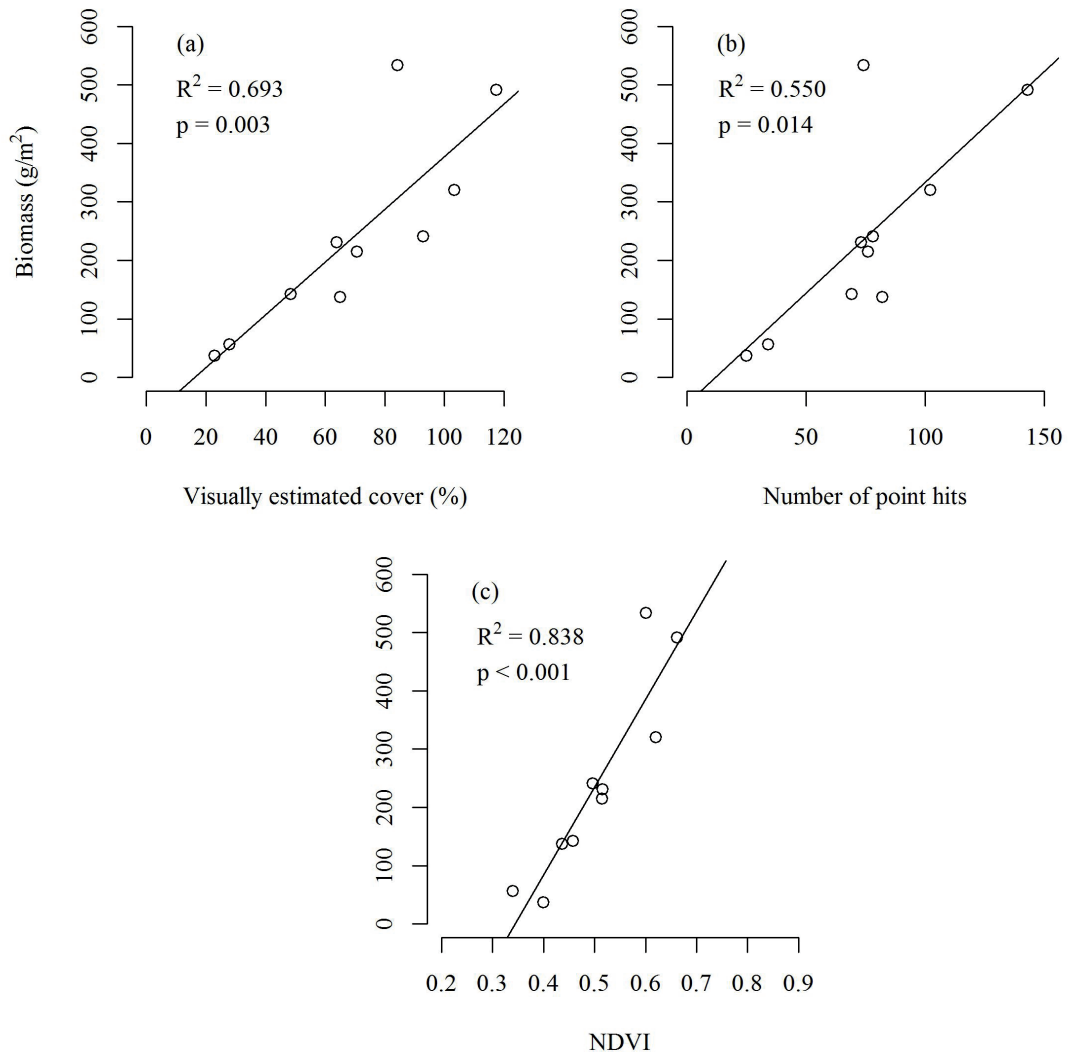 (a)
R² = 0.693
p = 0.003
Biomass (g/m²)
600
500
400
300
200
100
0
0 20 40 60 80 100 120
Visually estimated cover (%)
(b)
R² = 0.550
p = 0.014
600
500
400
300
200
100
0
0 50 100 150
Number of point hits
(c)
R² = 0.838
p < 0.001
600
500
400
300
200
100
0
0.2 0.3 0.4 0.5 0.6 0.7 0.8 0.9
NDVI